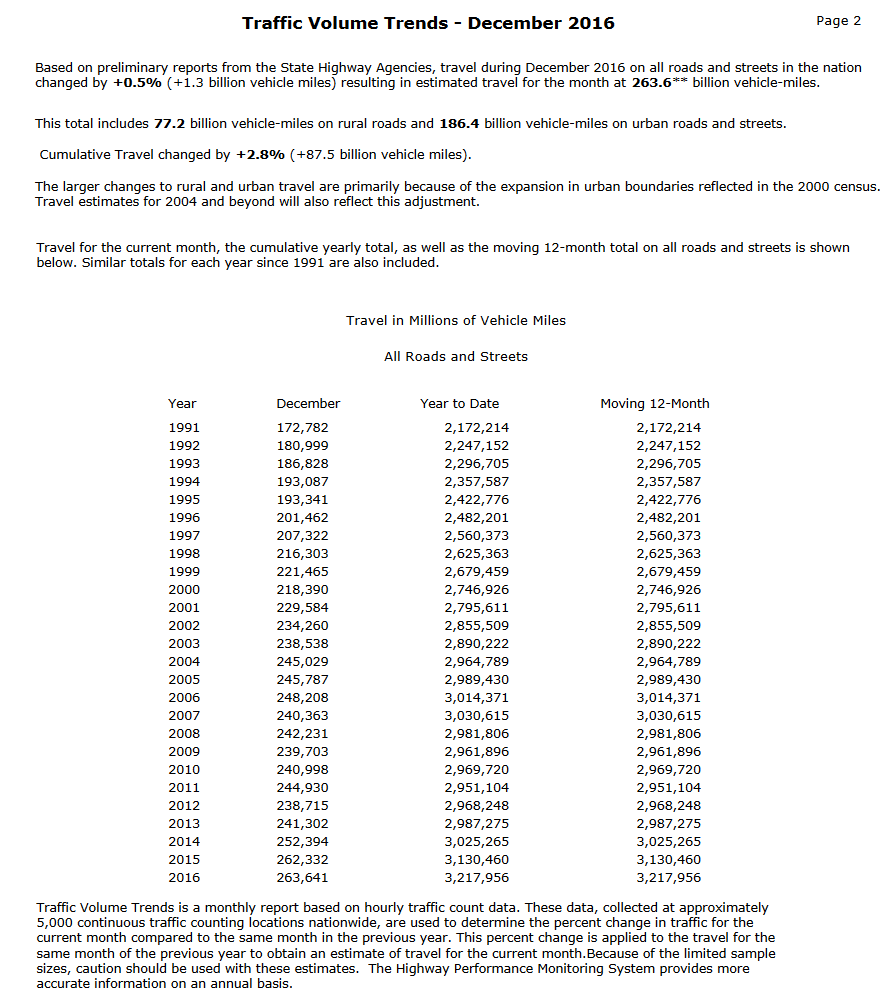 Traffic Volume Trends - December 2016
Page 2
Based on preliminary reports from the State Highway Agencies, travel during December 2016 on all roads and streets in the nation
changed by +0.5% (+1.3 billion vehicle miles) resulting in estimated travel for the month at 263.6** billion vehicle-miles.
This total includes 77.2 billion vehicle-miles on rural roads and 186.4 billion vehicle-miles on urban roads and streets.
Cumulative Travel changed by +2.8% (+87.5 billion vehicle miles).
The larger changes to rural and urban travel are primarily because of the expansion in urban boundaries reflected in the 2000 census.
Travel estimates for 2004 and beyond will also reflect this adjustment.
Travel for the current month, the cumulative yearly total, as well as the moving 12-month total on all roads and streets is shown
below. Similar totals for each year since 1991 are also included.
Travel in Millions of Vehicle Miles
All Roads and Streets
Year December Year to Date Moving 12-Month
1991 172,782 2,172,214 2,172,214
1992 180,999 2,247,152 2,247,152
1993 186,828 2,296,705 2,296,705
1994 193,087 2,357,587 2,357,587
1995 193,341 2,422,776 2,422,776
1996 201,462 2,482,201 2,482,201
1997 207,322 2,560,373 2,560,373
1998 216,303 2,625,363 2,625,363
1999 221,465 2,679,459 2,679,459
2000 218,390 2,746,926 2,746,926
2001 229,584 2,795,611 2,795,611
2002 234,260 2,855,509 2,855,509
2003 238,538 2,890,222 2,890,222
2004 245,029 2,964,789 2,964,789
2005 245,787 2,989,430 2,989,430
2006 248,208 3,014,371 3,014,371
2007 240,363 3,030,615 3,030,615
2008 242,231 2,981,806 2,981,806
2009 239,703 2,961,896 2,961,896
2010 240,998 2,969,720 2,969,720
2011 244,930 2,951,104 2,951,104
2012 238,715 2,968,248 2,968,248
2013 241,302 2,987,275 2,987,275
2014 252,394 3,025,265 3,025,265
2015 262,332 3,130,460 3,130,460
2016 263,641 3,217,956 3,217,956
Traffic Volume Trends is a monthly report based on hourly traffic count data. These data, collected at approximately
5,000 continuous traffic counting locations nationwide, are used to determine the percent change in traffic for the
current month compared to the same month in the previous year. This percent change is applied to the travel for the
same month of the previous year to obtain an estimate of travel for the current month.Because of the limited sample
sizes, caution should be used with these estimates.  The Highway Performance Monitoring System provides more
accurate information on an annual basis.